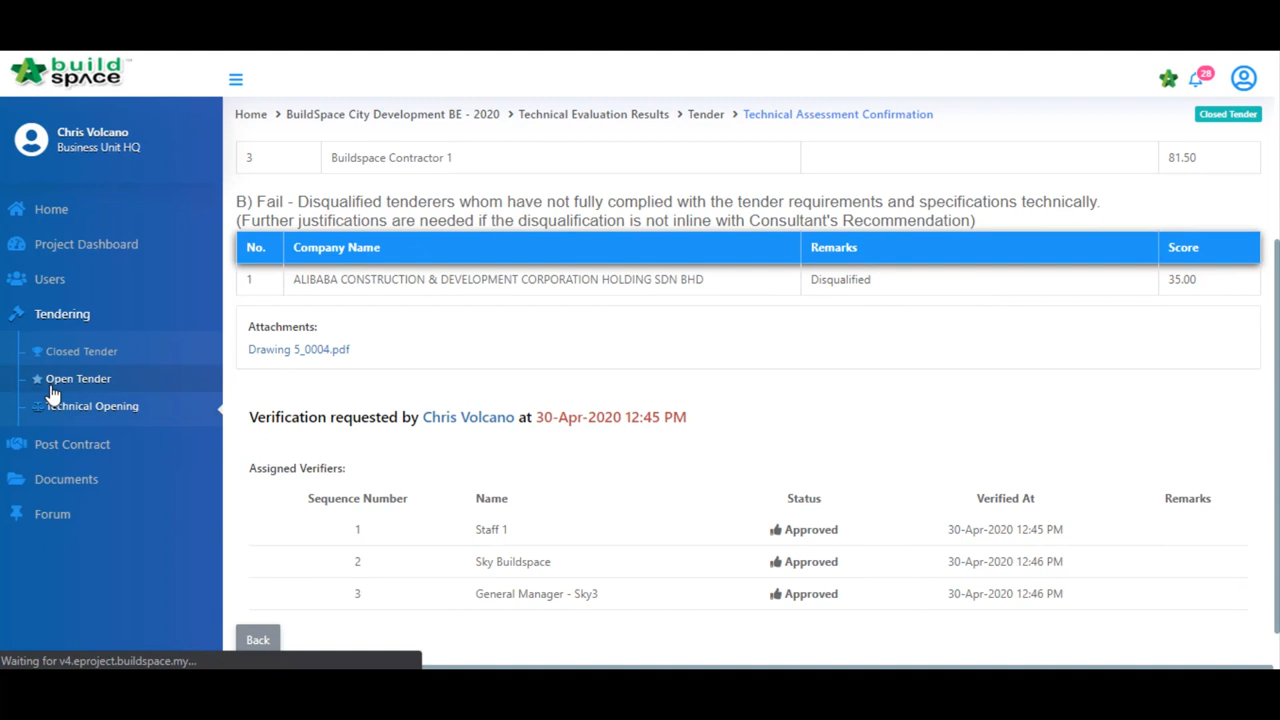 build
space
28
Chris Volcano
Business Unit HQ
Home
Project Dashboard
Users
Tendering
Closed Tender
Open Tender
Technical Opening
Post Contract
Documents
Forum
Home > BuildSpace City Development BE - 2020 > Technical Evaluation Results > Tender > Technical Assessment Confirmation
Closed Tender
3 Buildspace Contractor 1 81.50
B) Fail - Disqualified tenderers whom have not fully complied with the tender requirements and specifications technically.
(Further justifications are needed if the disqualification is not inline with Consultant's Recommendation)
No. Company Name Remarks Score
1 ALIBABA CONSTRUCTION & DEVELOPMENT CORPORATION HOLDING SDN BHD Disqualified 35.00
Attachments:
Drawing 5_0004.pdf
Verification requested by Chris Volcano at 30-Apr-2020 12:45 PM
Assigned Verifiers:
Sequence Number Name Status Verified At Remarks
1 Staff 1 Approved 30-Apr-2020 12:45 PM
2 Sky Buildspace Approved 30-Apr-2020 12:46 PM
3 General Manager - Sky3 Approved 30-Apr-2020 12:46 PM
Back
Waiting for v4.eproject.buildspace.my...